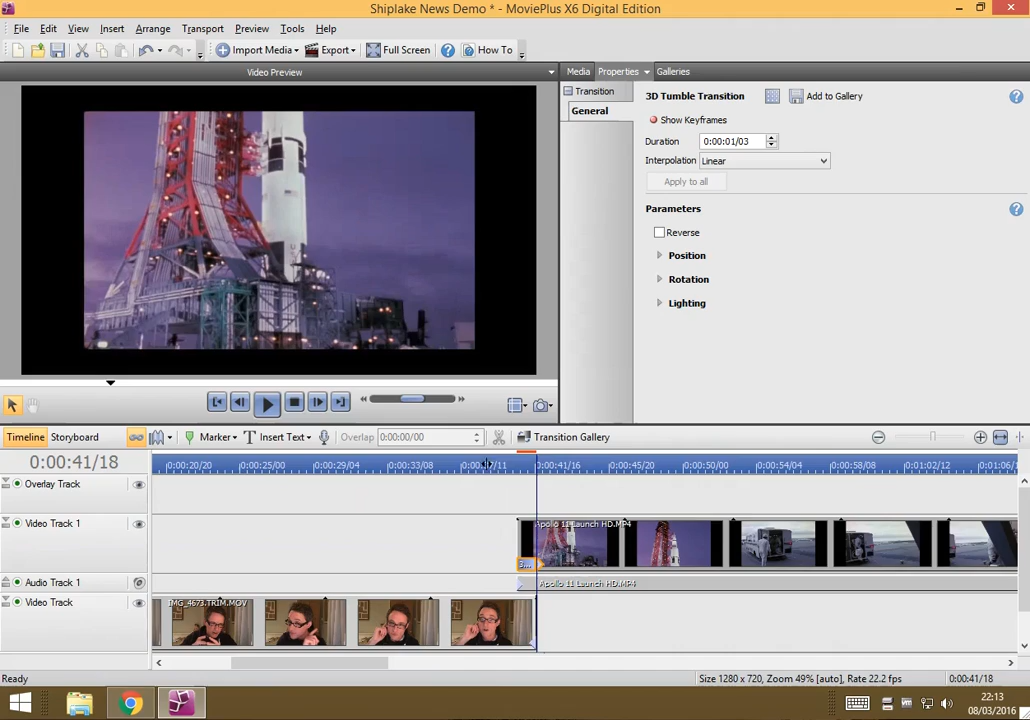 Shiplake News Demo * - MoviePlus X6 Digital Edition
File Edit View Insert Arrange Transport Preview Tools Help
Import Media Export Full Screen How To
Video Preview
Media Properties Galleries
Transition
General
3D Tumble Transition Add to Gallery
Show Keyframes
Duration 0:00:01/03
Interpolation Linear
Apply to all
Parameters
Reverse
Position
Rotation
Lighting
Timeline Storyboard Marker Insert Text Overlap 0:00:00/00 Transition Gallery
0:00:41/18
0:00:20/20 0:00:25/00 0:00:29/04 0:00:33/08 0:00:41/16 0:00:45/20 0:00:50/00 0:00:54/04 0:00:58/08 0:01:02/12 0:01:06/
Overlay Track
Video Track 1
Apollo 11 Launch HD.MP4
3...
Audio Track 1
Apollo 11 Launch HD.MP4
Video Track
IMG_4673.TRIM.MOV
Ready
Size 1280 x 720, Zoom 49% [auto], Rate 22.2 fps
0:00:41/18
22:13
08/03/2016